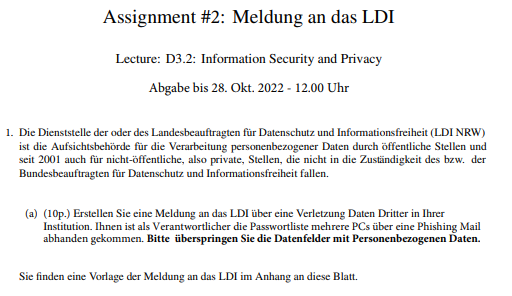 Assignment #2: Meldung an das LDI
Lecture: D3.2: Information Security and Privacy
Abgabe bis 28. Okt. 2022 - 12.00 Uhr
1. Die Dienststelle der oder des Landesbeauftragten für Datenschutz und Informationsfreiheit (LDI NRW)
ist die Aufsichtsbehörde für die Verarbeitung personenbezogener Daten durch öffentliche Stellen und
seit 2001 auch für nicht-öffentliche, also private, Stellen, die nicht in die Zuständigkeit des bzw. der
Bundesbeauftragten für Datenschutz und Informationsfreiheit fallen.
(a) (10p.) Erstellen Sie eine Meldung an das LDI über eine Verletzung Daten Dritter in Ihrer
Institution. Ihnen ist als Verantwortlicher die Passwortliste mehrere PCs über eine Phishing Mail
abhanden gekommen. Bitte überspringen Sie die Datenfelder mit Personenbezogenen Daten.
Sie finden eine Vorlage der Meldung an das LDI im Anhang an diese Blatt.